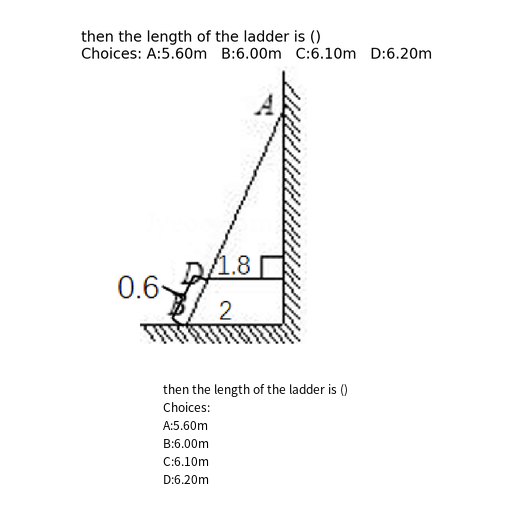 then the length of the ladder is ()
Choices: A:5.60m B:6.00m C:6.10m D:6.20m
A
D
1.8
0.6
B
2
then the length of the ladder is ()
Choices:
A:5.60m
B:6.00m
C:6.10m
D:6.20m